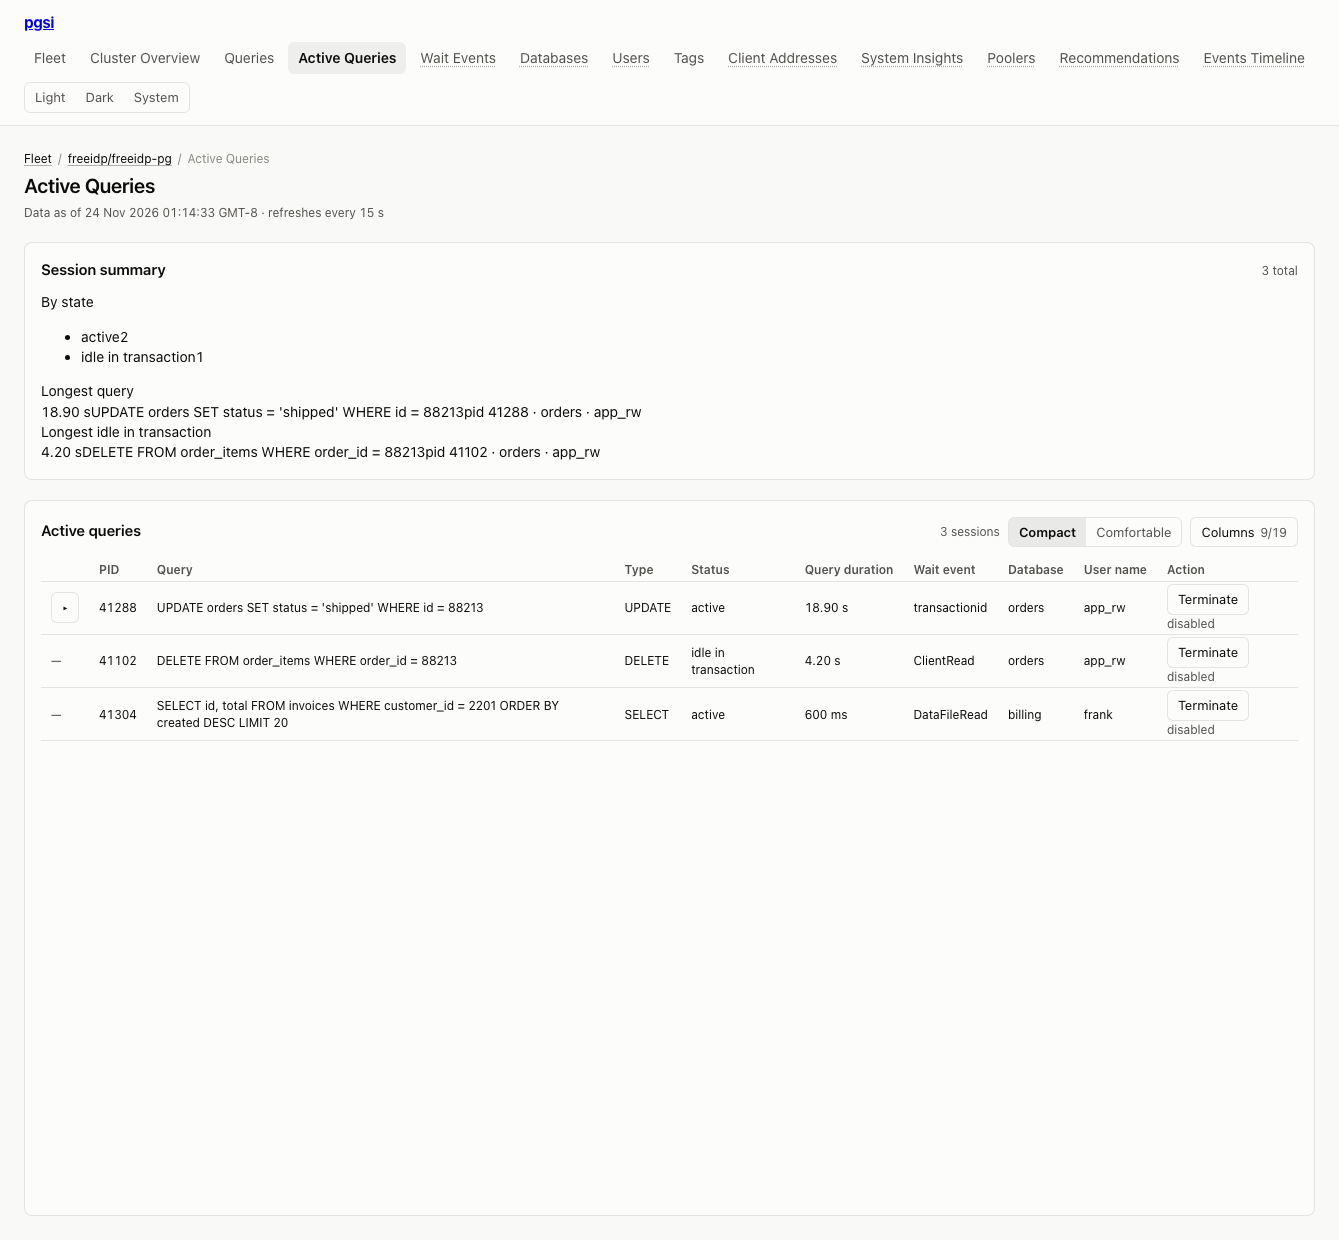 pgsi
Fleet Cluster Overview Queries Active Queries Wait Events Databases Users Tags Client Addresses System Insights Poolers Recommendations Events Timeline
Light Dark System
Fleet / freeidp/freeidp-pg / Active Queries
Active Queries
Data as of 24 Nov 2026 01:14:33 GMT-8 · refreshes every 15 s
Session summary 3 total
By state
• active2
• idle in transaction1
Longest query
18.90 sUPDATE orders SET status = 'shipped' WHERE id = 88213pid 41288 · orders · app_rw
Longest idle in transaction
4.20 sDELETE FROM order_items WHERE order_id = 88213pid 41102 · orders · app_rw
Active queries 3 sessions Compact Comfortable Columns 9/19
PID Query Type Status Query duration Wait event Database User name Action
▸ 41288 UPDATE orders SET status = 'shipped' WHERE id = 88213 UPDATE active 18.90 s transactionid orders app_rw Terminate
disabled
— 41102 DELETE FROM order_items WHERE order_id = 88213 DELETE idle in transaction 4.20 s ClientRead orders app_rw Terminate
disabled
— 41304 SELECT id, total FROM invoices WHERE customer_id = 2201 ORDER BY
created DESC LIMIT 20 SELECT active 600 ms DataFileRead billing frank Terminate
disabled